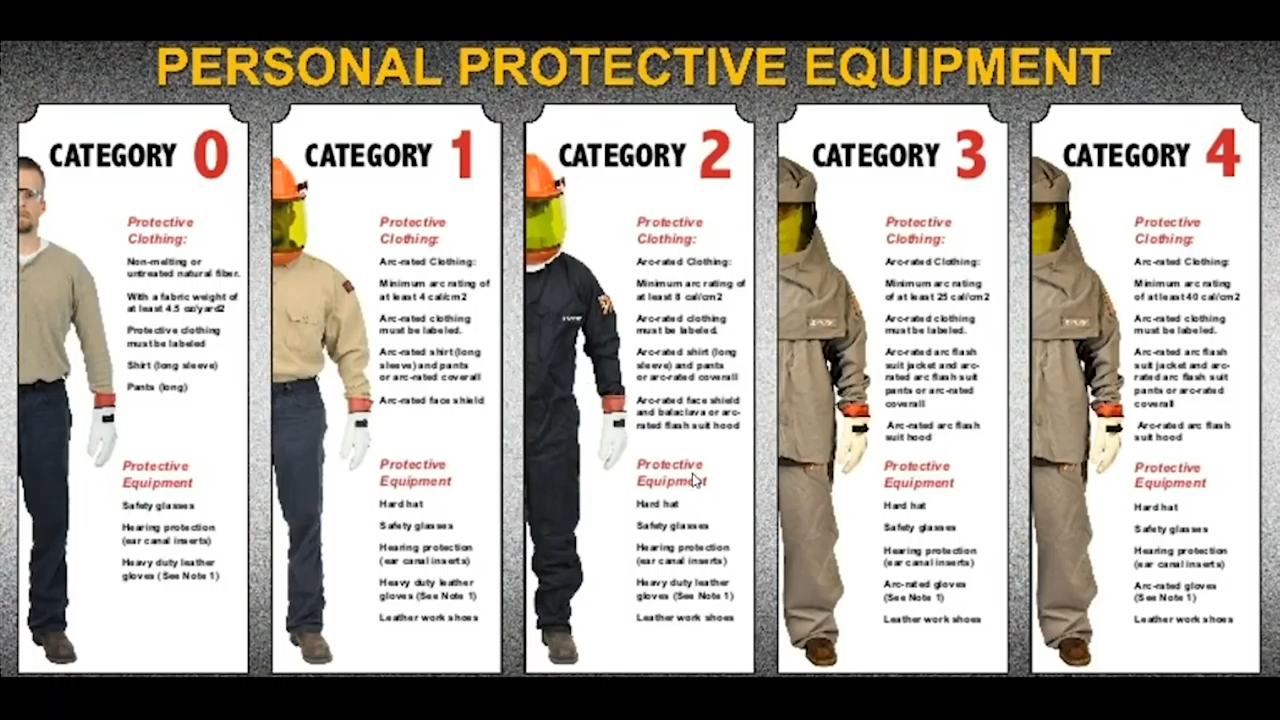 PERSONAL PROTECTIVE EQUIPMENT
CATEGORY 0
Protective
Clothing:
Non-melting or
untreated natural fiber.
With a fabric weight of
at least 4.5 oz/yard2
Protective clothing
must be labeled
Shirt (long sleeve)
Pants (long)
Protective
Equipment
Safety glasses
Hearing protection
(ear canal inserts)
Heavy duty leather
gloves (See Note 1)
CATEGORY 1
Protective
Clothing:
Arc-rated Clothing:
Minimum arc rating of
at least 4 cal/cm2
Arc-rated clothing
must be labeled.
Arc-rated shirt (long
sleeve) and pants
or arc-rated coverall
Arc-rated face shield
Protective
Equipment
Hard hat
Safety glasses
Hearing protection
(ear canal inserts)
Heavy duty leather
gloves (See Note 1)
Leather work shoes
CATEGORY 2
Protective
Clothing:
Arc-rated Clothing:
Minimum arc rating of
at least 8 cal/cm2
Arc-rated clothing
must be labeled.
Arc-rated shirt (long
sleeve) and pants
or arc-rated coverall
Arc-rated face shield
and balaclava or arc-
rated flash suit hood
Protective
Equipment
Hard hat
Safety glasses
Hearing protection
(ear canal inserts)
Heavy duty leather
gloves (See Note 1)
Leather work shoes
CATEGORY 3
Protective
Clothing:
Arc-rated Clothing:
Minimum arc rating
of at least 25 cal/cm2
Arc-rated clothing
must be labeled.
Arc-rated arc flash
suit jacket and arc-
rated arc flash suit
pants or arc-rated
coverall
Arc-rated arc flash
suit hood
Protective
Equipment
Hard hat
Safety glasses
Hearing protection
(ear canal inserts)
Arc-rated gloves
(See Note 1)
Leather work shoes
CATEGORY 4
Protective
Clothing:
Arc-rated Clothing:
Minimum arc rating
of at least 40 cal/cm2
Arc-rated clothing
must be labeled.
Arc-rated arc flash
suit jacket and arc-
rated arc flash suit
pants or arc-rated
coverall
Arc-rated arc flash
suit hood
Protective
Equipment
Hard hat
Safety glasses
Hearing protection
(ear canal inserts)
Arc-rated gloves
(See Note 1)
Leather work shoes